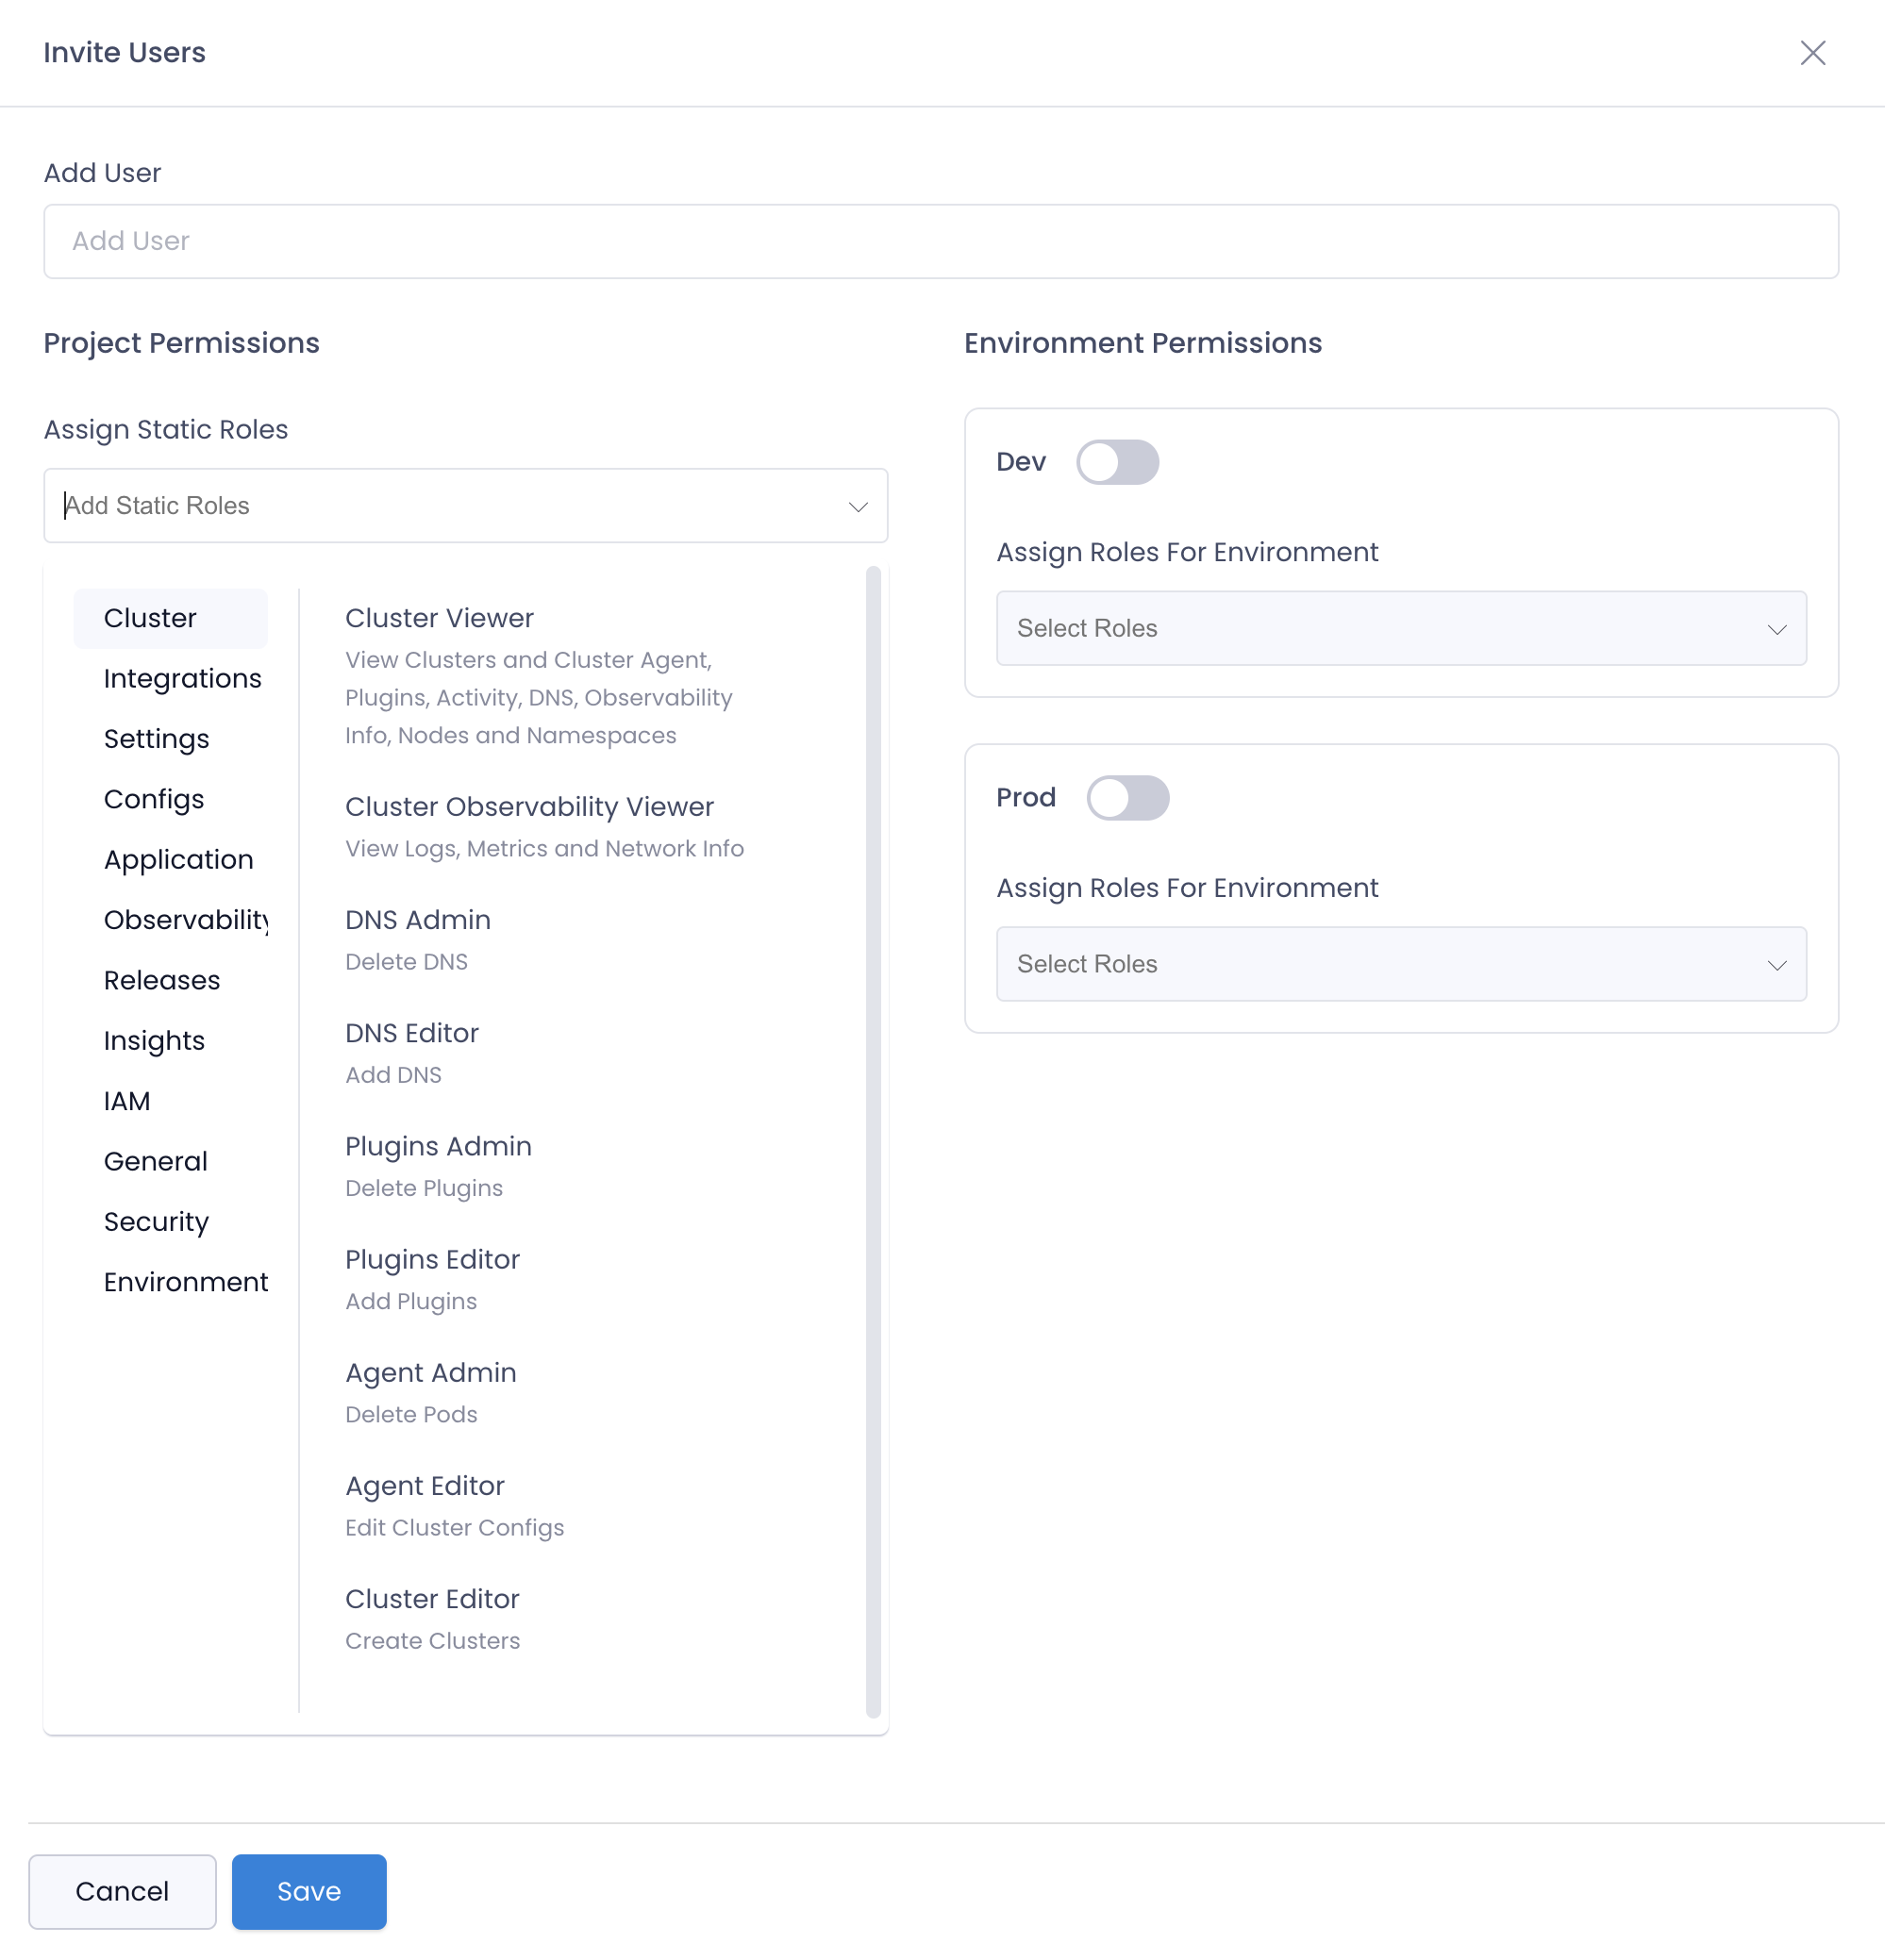 Invite Users
Add User
Add User
Project Permissions
Assign Static Roles
Add Static Roles
Cluster
Integrations
Settings
Configs
Application
Observability
Releases
Insights
IAM
General
Security
Environment
Cluster Viewer
View Clusters and Cluster Agent,
Plugins, Activity, DNS, Observability
Info, Nodes and Namespaces
Cluster Observability Viewer
View Logs, Metrics and Network Info
DNS Admin
Delete DNS
DNS Editor
Add DNS
Plugins Admin
Delete Plugins
Plugins Editor
Add Plugins
Agent Admin
Delete Pods
Agent Editor
Edit Cluster Configs
Cluster Editor
Create Clusters
Environment Permissions
Dev
Assign Roles For Environment
Select Roles
Prod
Assign Roles For Environment
Select Roles
Cancel
Save